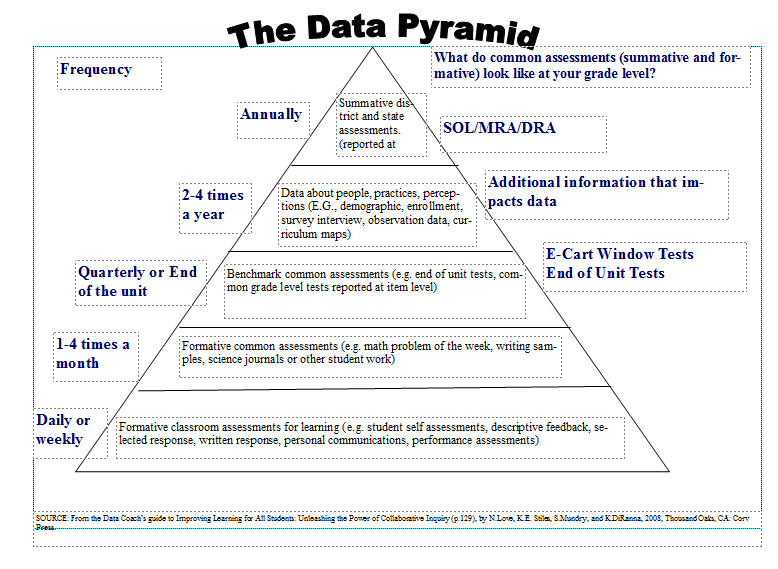 The Data Pyramid
Frequency
What do common assessments (summative and for-
mative) look like at your grade level?
Annually
Summative dis-
trict and state
assessments.
(reported at
SOL/MRA/DRA
2-4 times
a year
Data about people, practices, percep-
tions (E.G., demographic, enrollment,
survey interview, observation data, cur-
riculum maps)
Additional information that im-
pacts data
Quarterly or End
of the unit
Benchmark common assessments (e.g. end of unit tests, com-
mon grade level tests reported at item level)
E-Cart Window Tests
End of Unit Tests
1-4 times a
month
Formative common assessments (e.g. math problem of the week, writing sam-
ples, science journals or other student work)
Daily or
weekly
Formative classroom assessments for learning (e.g. student self assessments, descriptive feedback, se-
lected response, written response, personal communications, performance assessments)
SOURCE: From the Data Coach's guide to Improving Learning for All Students: Unleashing the Power of Collaborative Inquiry (p.129), by N.Love, K.E. Stiles, S.Mundry, and K.DiRanna, 2008, Thousand Oaks, CA: Corv
Press.